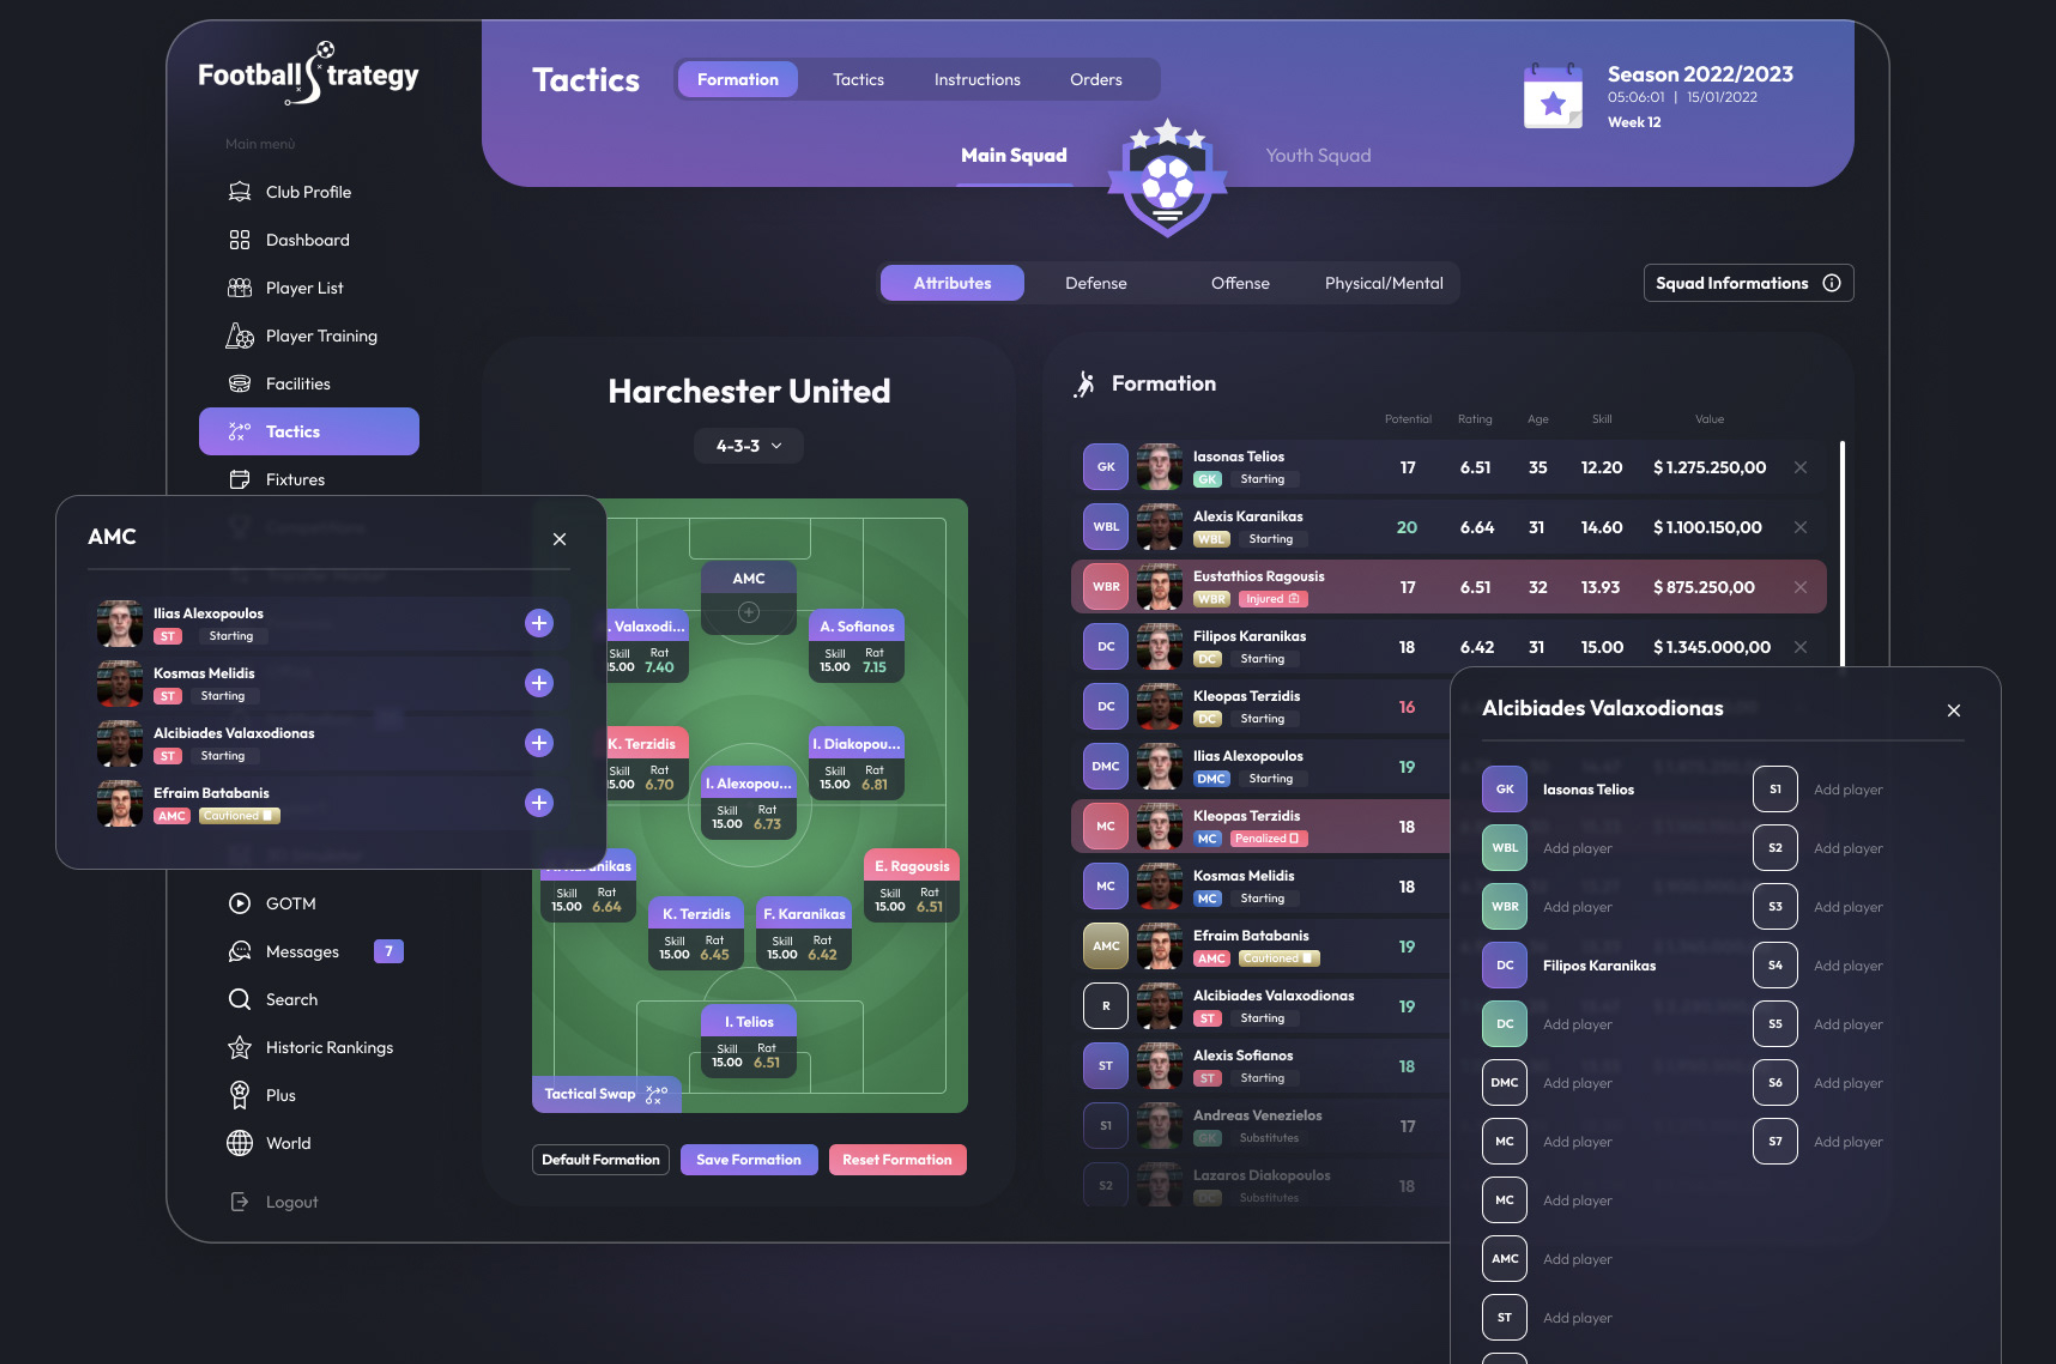 Football Strategy
Main menù
Club Profile
Dashboard
Player List
Player Training
Facilities
Tactics
Fixtures
GOTM
Messages 7
Search
Historic Rankings
Plus
World
Logout
Tactics
Formation Tactics Instructions Orders
Season 2022/2023
05:06:01 | 15/01/2022
Week 12
Main Squad Youth Squad
Attributes Defense Offense Physical/Mental
Squad Informations
Harchester United
4-3-3
AMC
. Valaxodi...
Skill Rat
15.00 7.40
A. Sofianos
Skill Rat
15.00 7.15
K. Terzidis
Skill Rat
15.00 6.70
I. Diakopou...
Skill Rat
15.00 6.81
I. Alexopou...
Skill Rat
15.00 6.73
Skill Rat
15.00 6.64
E. Ragousis
Skill Rat
15.00 6.51
K. Terzidis
Skill Rat
15.00 6.45
F. Karanikas
Skill Rat
15.00 6.42
I. Telios
Skill Rat
15.00 6.51
Tactical Swap
Default Formation Save Formation Reset Formation
AMC
Ilias Alexopoulos
ST Starting
Kosmas Melidis
ST Starting
Alcibiades Valaxodionas
ST Starting
Efraim Batabanis
AMC Cautioned
Formation
Potential Rating Age Skill Value
GK Iasonas Telios 17 6.51 35 12.20 $ 1.275.250,00
GK Starting
WBL Alexis Karanikas 20 6.64 31 14.60 $ 1.100.150,00
WBL Starting
WBR Eustathios Ragousis 17 6.51 32 13.93 $ 875.250,00
WBR Injured
DC Filipos Karanikas 18 6.42 31 15.00 $ 1.345.000,00
DC Starting
DC Kleopas Terzidis 16
DC Starting
DMC Ilias Alexopoulos 19
DMC Starting
MC Kleopas Terzidis 18
MC Penalized
MC Kosmas Melidis 18
MC Starting
AMC Efraim Batabanis 19
AMC Cautioned
R Alcibiades Valaxodionas 19
ST Starting
ST Alexis Sofianos 18
ST Starting
S1 Andreas Venezielos 17
GK Substitutes
S2 Lazaros Diakopoulos 18
DC Substitutes
Alcibiades Valaxodionas
GK Iasonas Telios S1 Add player
WBL Add player S2 Add player
WBR Add player S3 Add player
DC Filipos Karanikas S4 Add player
DC Add player S5 Add player
DMC Add player S6 Add player
MC Add player S7 Add player
MC Add player
AMC Add player
ST Add player